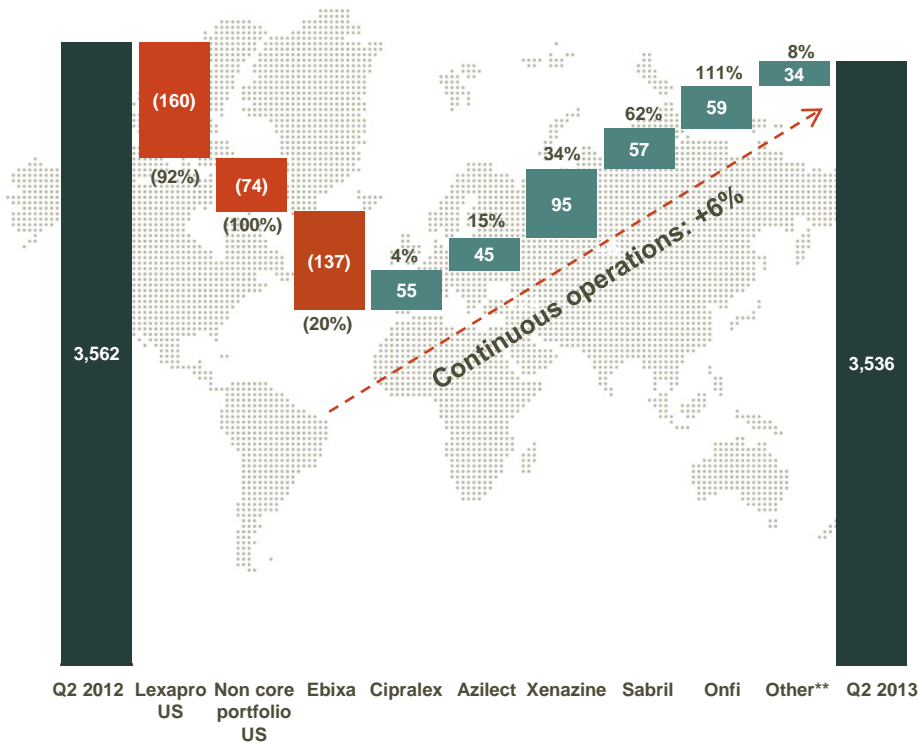 8%
34
111%
59
(160)
62%
57
34%
95
(92%)
(74)
(100%)
15%
45
Continuous operations: +6%
(137)
4%
55
(20%)
3,562
3,536
Q2 2012
Lexapro
US
Non core
portfolio
US
Ebixa
Cipralex
Azilect
Xenazine
Sabril
Onfi
Other**
Q2 2013